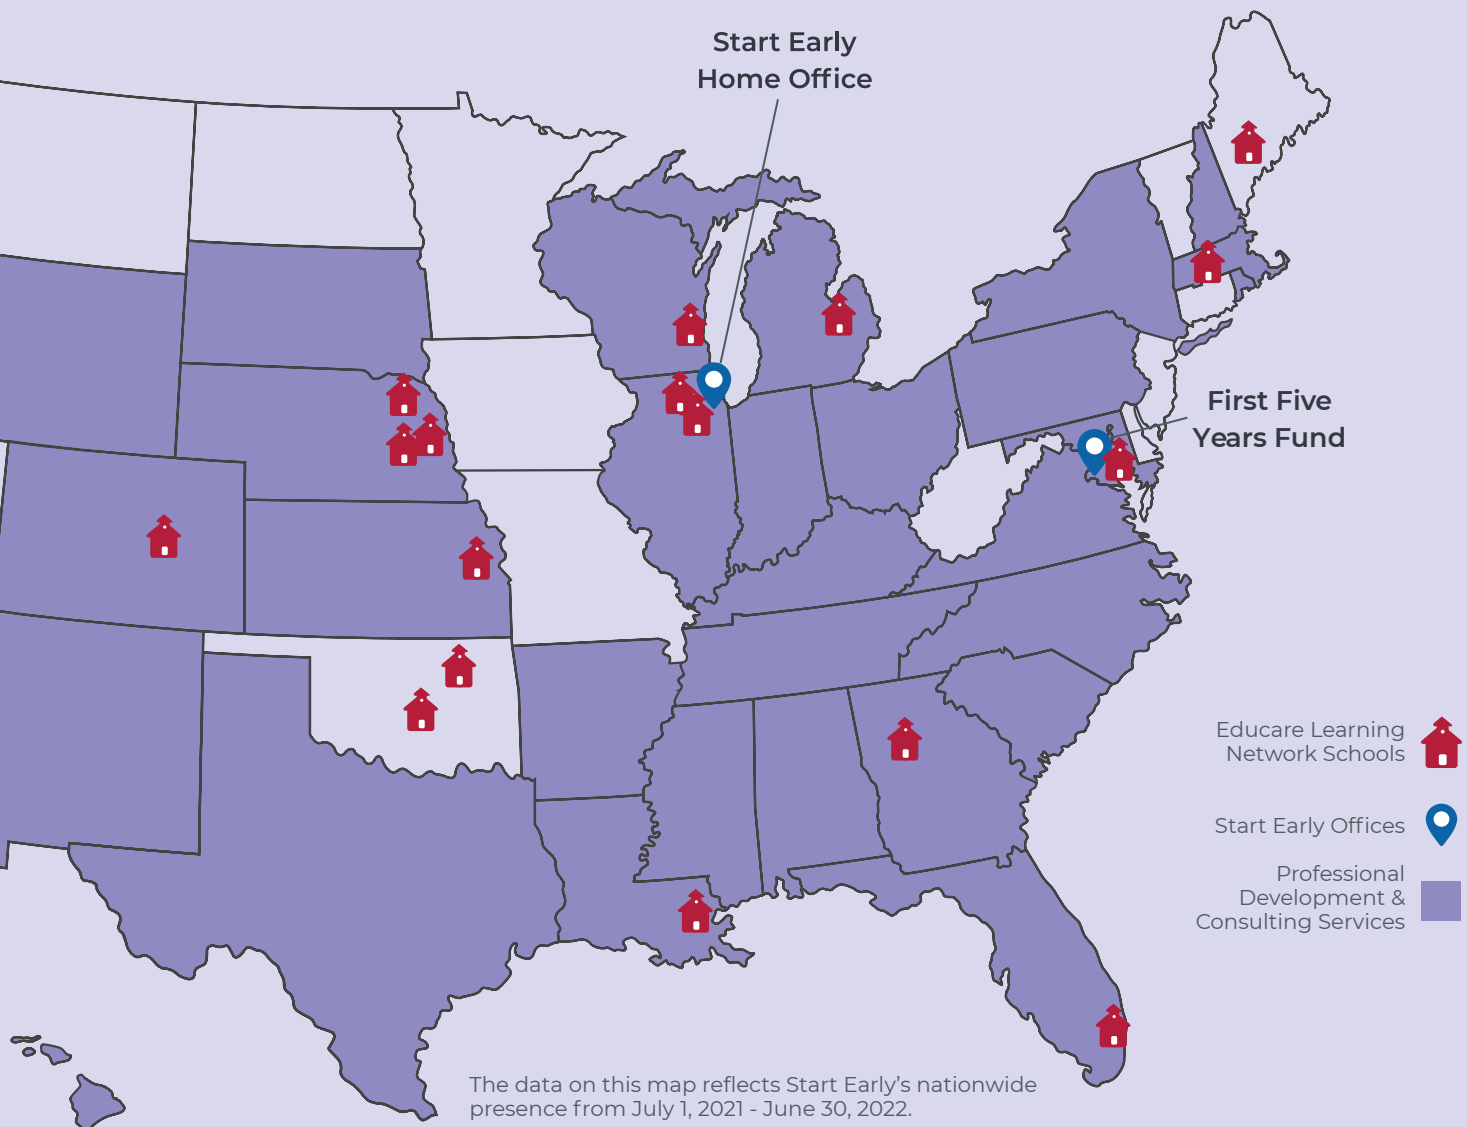 Start Early
Home Office
First Five
Years Fund
Educare Learning
Network Schools
Start Early Offices
Professional
Development &
Consulting Services
The data on this map reflects Start Early’s nationwide
presence from July 1, 2021 - June 30, 2022.